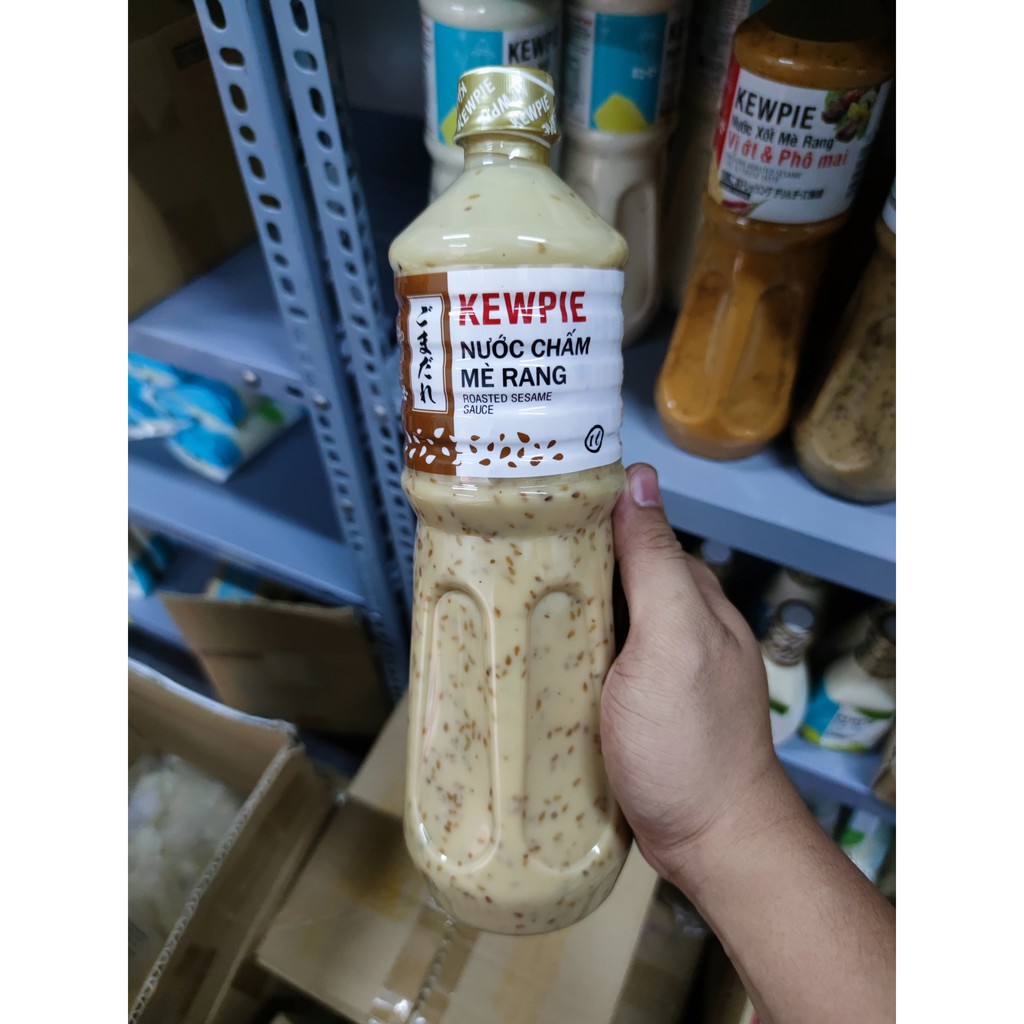 KEWPIE
KEWPIE
KEWPIE
ごまだれ
KEWPIE
NƯỚC CHẤM
MÈ RANG
ROASTED SESAME
SAUCE
1L
KEWPIE
Nước Xốt Mè Rang
Vị ớt & Phô mai